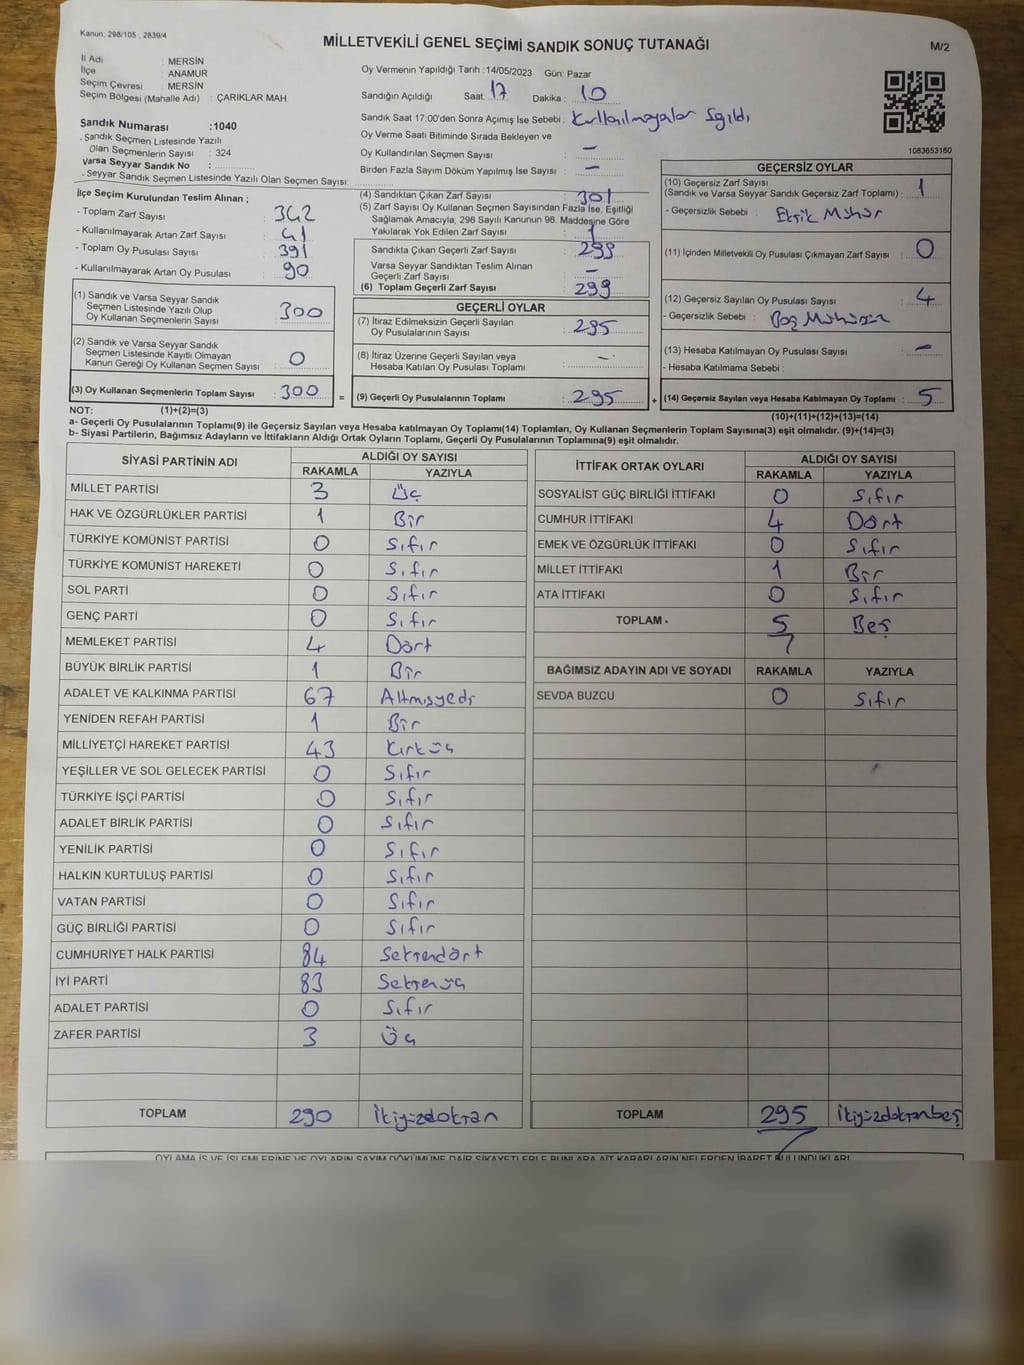 Kanun, 298/105 , 2839/4
MİLLETVEKİLİ GENEL SEÇİMİ SANDIK SONUÇ TUTANAĞI
M/2
İl Adı : MERSİN
İlçe : ANAMUR
Seçim Çevresi : MERSİN
Seçim Bölgesi (Mahalle Adı) : ÇARIKLAR MAH.
Sandık Numarası :1040
- Sandık Seçmen Listesinde Yazılı
Olan Seçmenlerin Sayısı : 324
Varsa Seyyar Sandık No :
- Seyyar Sandık Seçmen Listesinde Yazılı Olan Seçmen Sayısı:
Oy Vermenin Yapıldığı Tarih :14/05/2023 Gün: Pazar
Sandığın Açıldığı Saat: 17 Dakika : 10
Sandık Saat 17:00'den Sonra Açımış İse Sebebi : Kullanılmayanlar Sayıldı
Oy Verme Saati Bitiminde Sırada Bekleyen ve
Oy Kullandırılan Seçmen Sayısı : –
Birden Fazla Sayım Döküm Yapılmış İse Sayısı : –
1083653160
İlçe Seçim Kurulundan Teslim Alınan ;
- Toplam Zarf Sayısı : 342
- Kullanılmayarak Artan Zarf Sayısı : 41
- Toplam Oy Pusulası Sayısı : 391
- Kullanılmayarak Artan Oy Pusulası : 90
(1) Sandık ve Varsa Seyyar Sandık
Seçmen Listesinde Yazılı Olup
Oy Kullanan Seçmenlerin Sayısı : 300
(2) Sandık ve Varsa Seyyar Sandık
Seçmen Listesinde Kayıtlı Olmayan
Kanun Gereği Oy Kullanan Seçmen Sayısı : 0
(3) Oy Kullanan Seçmenlerin Toplam Sayısı : 300 =
(4) Sandıktan Çıkan Zarf Sayısı : 301
(5) Zarf Sayısı Oy Kullanan Seçmen Sayısından Fazla İse, Eşitliği
Sağlamak Amacıyla, 298 Sayılı Kanunun 98. Maddesine Göre
Yakılarak Yok Edilen Zarf Sayısı : 1
Sandıkta Çıkan Geçerli Zarf Sayısı : 299
Varsa Seyyar Sandıktan Teslim Alınan
Geçerli Zarf Sayısı : –
(6) Toplam Geçerli Zarf Sayısı : 299
GEÇERLİ OYLAR
(7) İtiraz Edilmeksizin Geçerli Sayılan
Oy Pusulalarının Sayısı : 295
(8) İtiraz Üzerine Geçerli Sayılan veya
Hesaba Katılan Oy Pusulası Toplamı : –
(9) Geçerli Oy Pusulalarının Toplamı : 295 +
GEÇERSİZ OYLAR
(10) Geçersiz Zarf Sayısı
(Sandık ve Varsa Seyyar Sandık Geçersiz Zarf Toplamı) : 1
- Geçersizlik Sebebi : Eksik Mühür
(11) İçinden Milletvekili Oy Pusulası Çıkmayan Zarf Sayısı : 0
(12) Geçersiz Sayılan Oy Pusulası Sayısı : 4
- Geçersizlik Sebebi : Boş
(13) Hesaba Katılmayan Oy Pusulası Sayısı : –
- Hesaba Katılmama Sebebi :
(14) Geçersiz Sayılan veya Hesaba Katılmayan Oy Toplamı : 5
NOT: (1)+(2)=(3)
(10)+(11)+(12)+(13)=(14)
a- Geçerli Oy Pusulalarının Toplamı(9) ile Geçersiz veya Hesaba katılmayan Oy Toplamı(14) Toplamları, Oy Kullanan Seçmenlerin Toplam Sayısına(3) eşit olmalıdır. (9)+(14)=(3)
b- Siyasi Partilerin, Bağımsız Adayların ve İttifakların Aldığı Ortak Oyların Toplamı, Geçerli Oy Pusulalarının Toplamına(9) eşit olmalıdır.
SİYASİ PARTİNİN ADI ALDIĞI OY SAYISI
RAKAMLA YAZIYLA
MİLLET PARTİSİ 3 Üç
HAK VE ÖZGÜRLÜKLER PARTİSİ 1 Bir
TÜRKİYE KOMÜNİST PARTİSİ 0 Sıfır
TÜRKİYE KOMÜNİST HAREKETİ 0 Sıfır
SOL PARTİ 0 Sıfır
GENÇ PARTİ 0 Sıfır
MEMLEKET PARTİSİ 4 Dört
BÜYÜK BİRLİK PARTİSİ 1 Bir
ADALET VE KALKINMA PARTİSİ 67 Altmışyedi
YENİDEN REFAH PARTİSİ 1 Bir
MİLLİYETÇİ HAREKET PARTİSİ 43 Kırküç
YEŞİLLER VE SOL GELECEK PARTİSİ 0 Sıfır
TÜRKİYE İŞÇİ PARTİSİ 0 Sıfır
ADALET BİRLİK PARTİSİ 0 Sıfır
YENİLİK PARTİSİ 0 Sıfır
HALKIN KURTULUŞ PARTİSİ 0 Sıfır
VATAN PARTİSİ 0 Sıfır
GÜÇ BİRLİĞİ PARTİSİ 0 Sıfır
CUMHURİYET HALK PARTİSİ 84 Seksendört
İYİ PARTİ 83 Seksenüç
ADALET PARTİSİ 0 Sıfır
ZAFER PARTİSİ 3 Üç
TOPLAM 290 İkiyüzdoksan
İTTİFAK ORTAK OYLARI ALDIĞI OY SAYISI
RAKAMLA YAZIYLA
SOSYALİST GÜÇ BİRLİĞİ İTTİFAKI 0 Sıfır
CUMHUR İTTİFAKI 4 Dört
EMEK VE ÖZGÜRLÜK İTTİFAKI 0 Sıfır
MİLLET İTTİFAKI 1 Bir
ATA İTTİFAKI 0 Sıfır
TOPLAM 5 Beş
BAĞIMSIZ ADAYIN ADI VE SOYADI RAKAMLA YAZIYLA
SEVDA BUZCU 0 Sıfır
TOPLAM 295 İkiyüzdoksanbeş
OYLAMA İŞ VE İŞLEMLERİNE VE OYLARIN SAYIM DÖKÜMÜNE DAİR ŞİKAYETLERLE BUNLARA AİT KARARLARIN NELERDEN İBARET BULUNDUKLARI